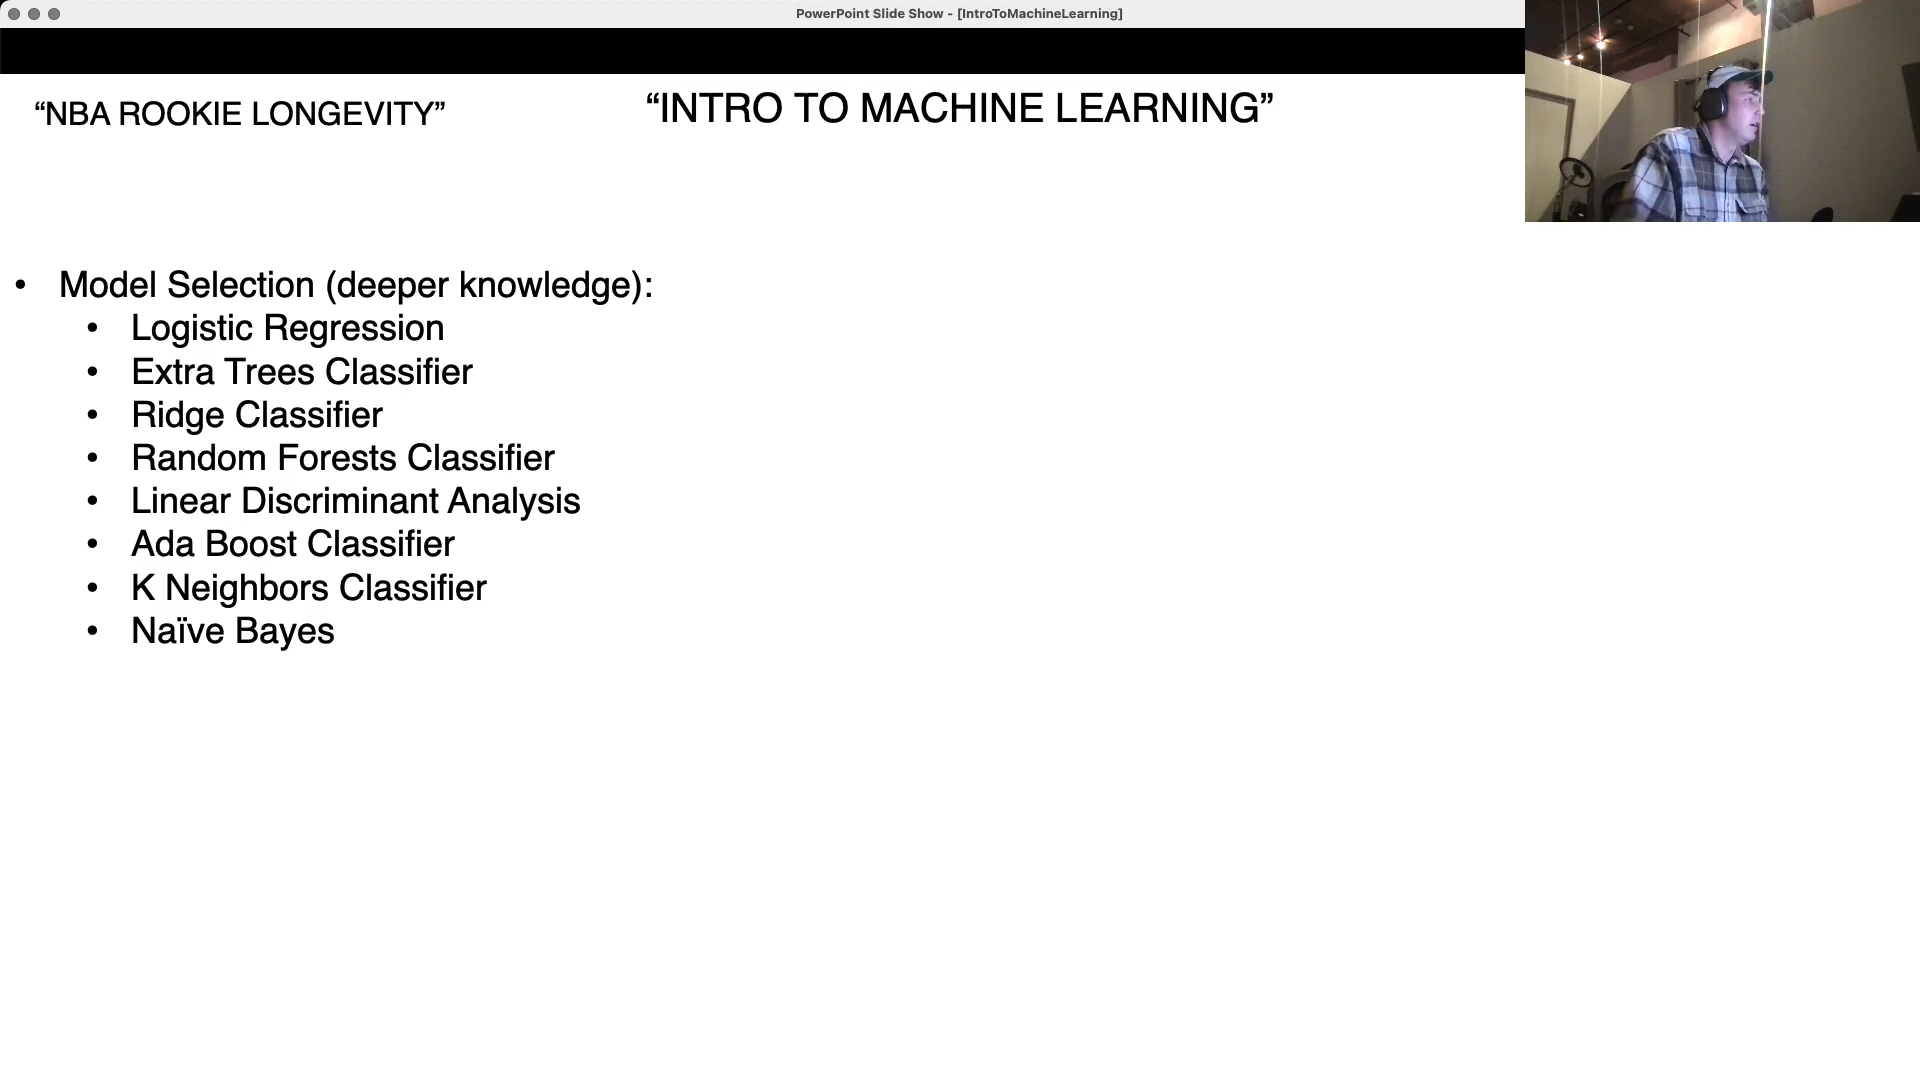 PowerPoint Slide Show - [IntroToMachineLearning]
“NBA ROOKIE LONGEVITY”
“INTRO TO MACHINE LEARNING”
• Model Selection (deeper knowledge):
• Logistic Regression
• Extra Trees Classifier
• Ridge Classifier
• Random Forests Classifier
• Linear Discriminant Analysis
• Ada Boost Classifier
• K Neighbors Classifier
• Naïve Bayes